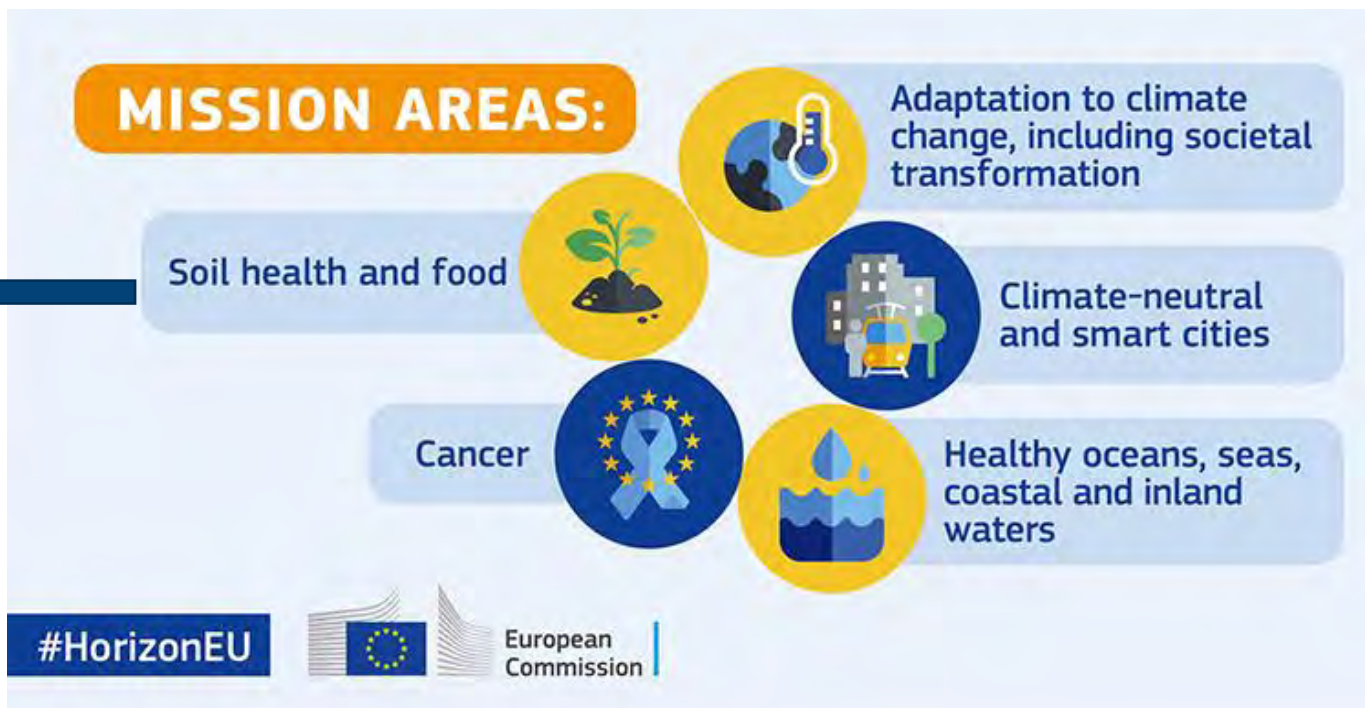 MISSION AREAS:
Adaptation to climate
change, including societal
transformation
Soil health and food
Climate-neutral
and smart cities
Cancer
Healthy oceans, seas,
coastal and inland
waters
#HorizonEU
European
Commission